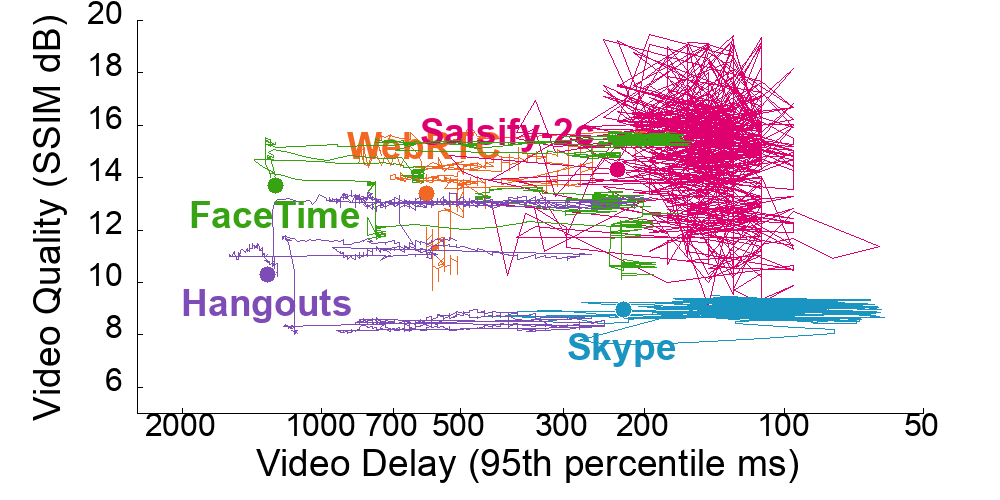 Video Quality (SSIM dB)
20
18
16
14
12
10
8
6
Salsify-2c
WebRTC
FaceTime
Hangouts
Skype
2000 1000 700 500 300 200 100 50
Video Delay (95th percentile ms)